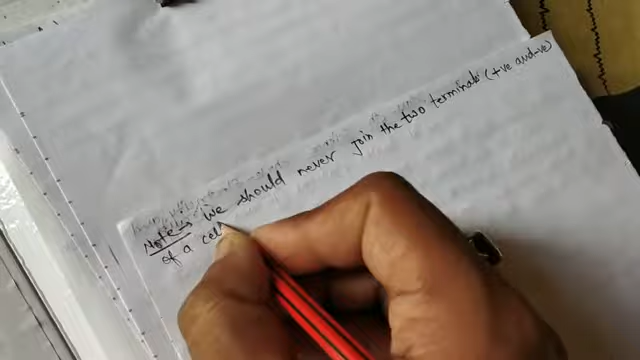 Note → We should never join the two terminals (+ve and -ve)
of a cell